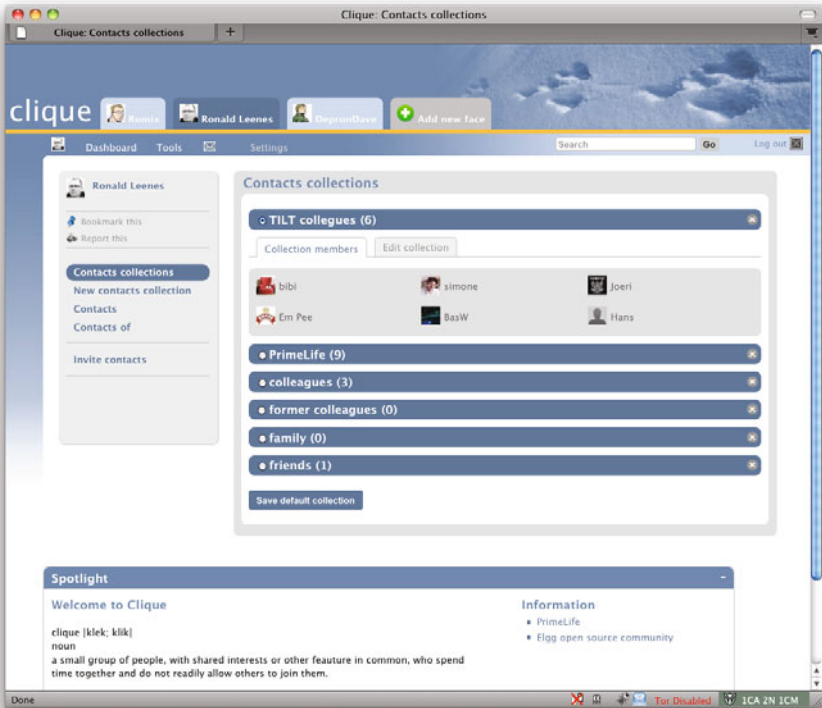 Clique: Contacts collections
Clique: Contacts collections +
clique Romix Ronald Leenes DepronDave Add new face
Dashboard Tools Settings Search Go Log out
Ronald Leenes
Bookmark this
Report this
Contacts collections
New contacts collection
Contacts
Contacts of
Invite contacts
Contacts collections
TILT collegues (6)
Collection members Edit collection
bibi simone Joeri
Em Pee BasW Hans
PrimeLife (9)
colleagues (3)
former colleagues (0)
family (0)
friends (1)
Save default collection
Spotlight -
Welcome to Clique
clique |klek; klik|
noun
a small group of people, with shared interests or other feauture in common, who spend
time together and do not readily allow others to join them.
Information
PrimeLife
Elgg open source community
Done Tor Disabled 1CA 2N 1CM